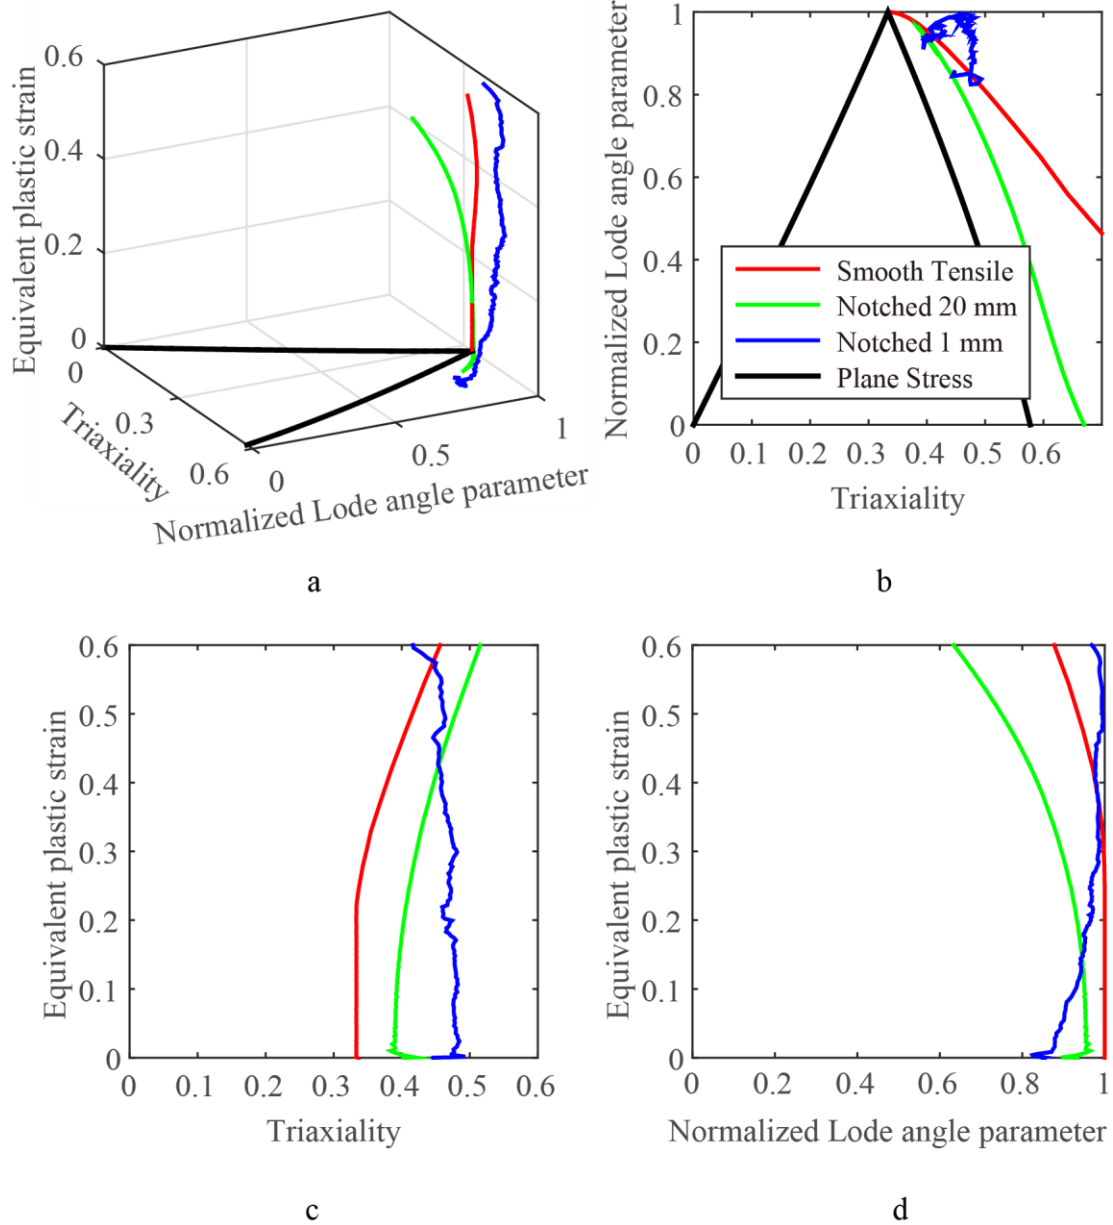 0.6
0.4
0.2
0
Equivalent plastic strain
0
0.3
0.6
Triaxiality
0
0.5
1
Normalized Lode angle parameter
a
1
0.8
0.6
0.4
0.2
0
Normalized Lode angle parameter
Smooth Tensile
Notched 20 mm
Notched 1 mm
Plane Stress
0 0.1 0.2 0.3 0.4 0.5 0.6
Triaxiality
b
0.6
0.5
0.4
0.3
0.2
0.1
0
Equivalent plastic strain
0 0.1 0.2 0.3 0.4 0.5 0.6
Triaxiality
c
0.6
0.5
0.4
0.3
0.2
0.1
0
Equivalent plastic strain
0 0.2 0.4 0.6 0.8 1
Normalized Lode angle parameter
d